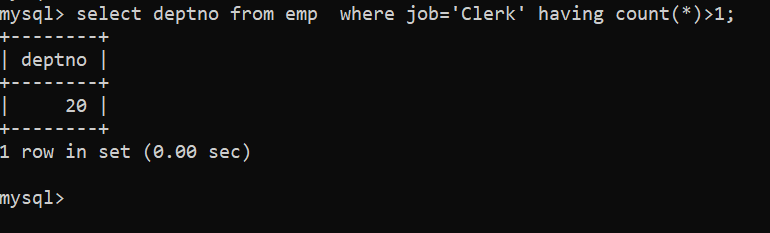 mysql> select deptno from emp  where job='Clerk' having count(*)>1;
+--------+
| deptno |
+--------+
|     20 |
+--------+
1 row in set (0.00 sec)
mysql>